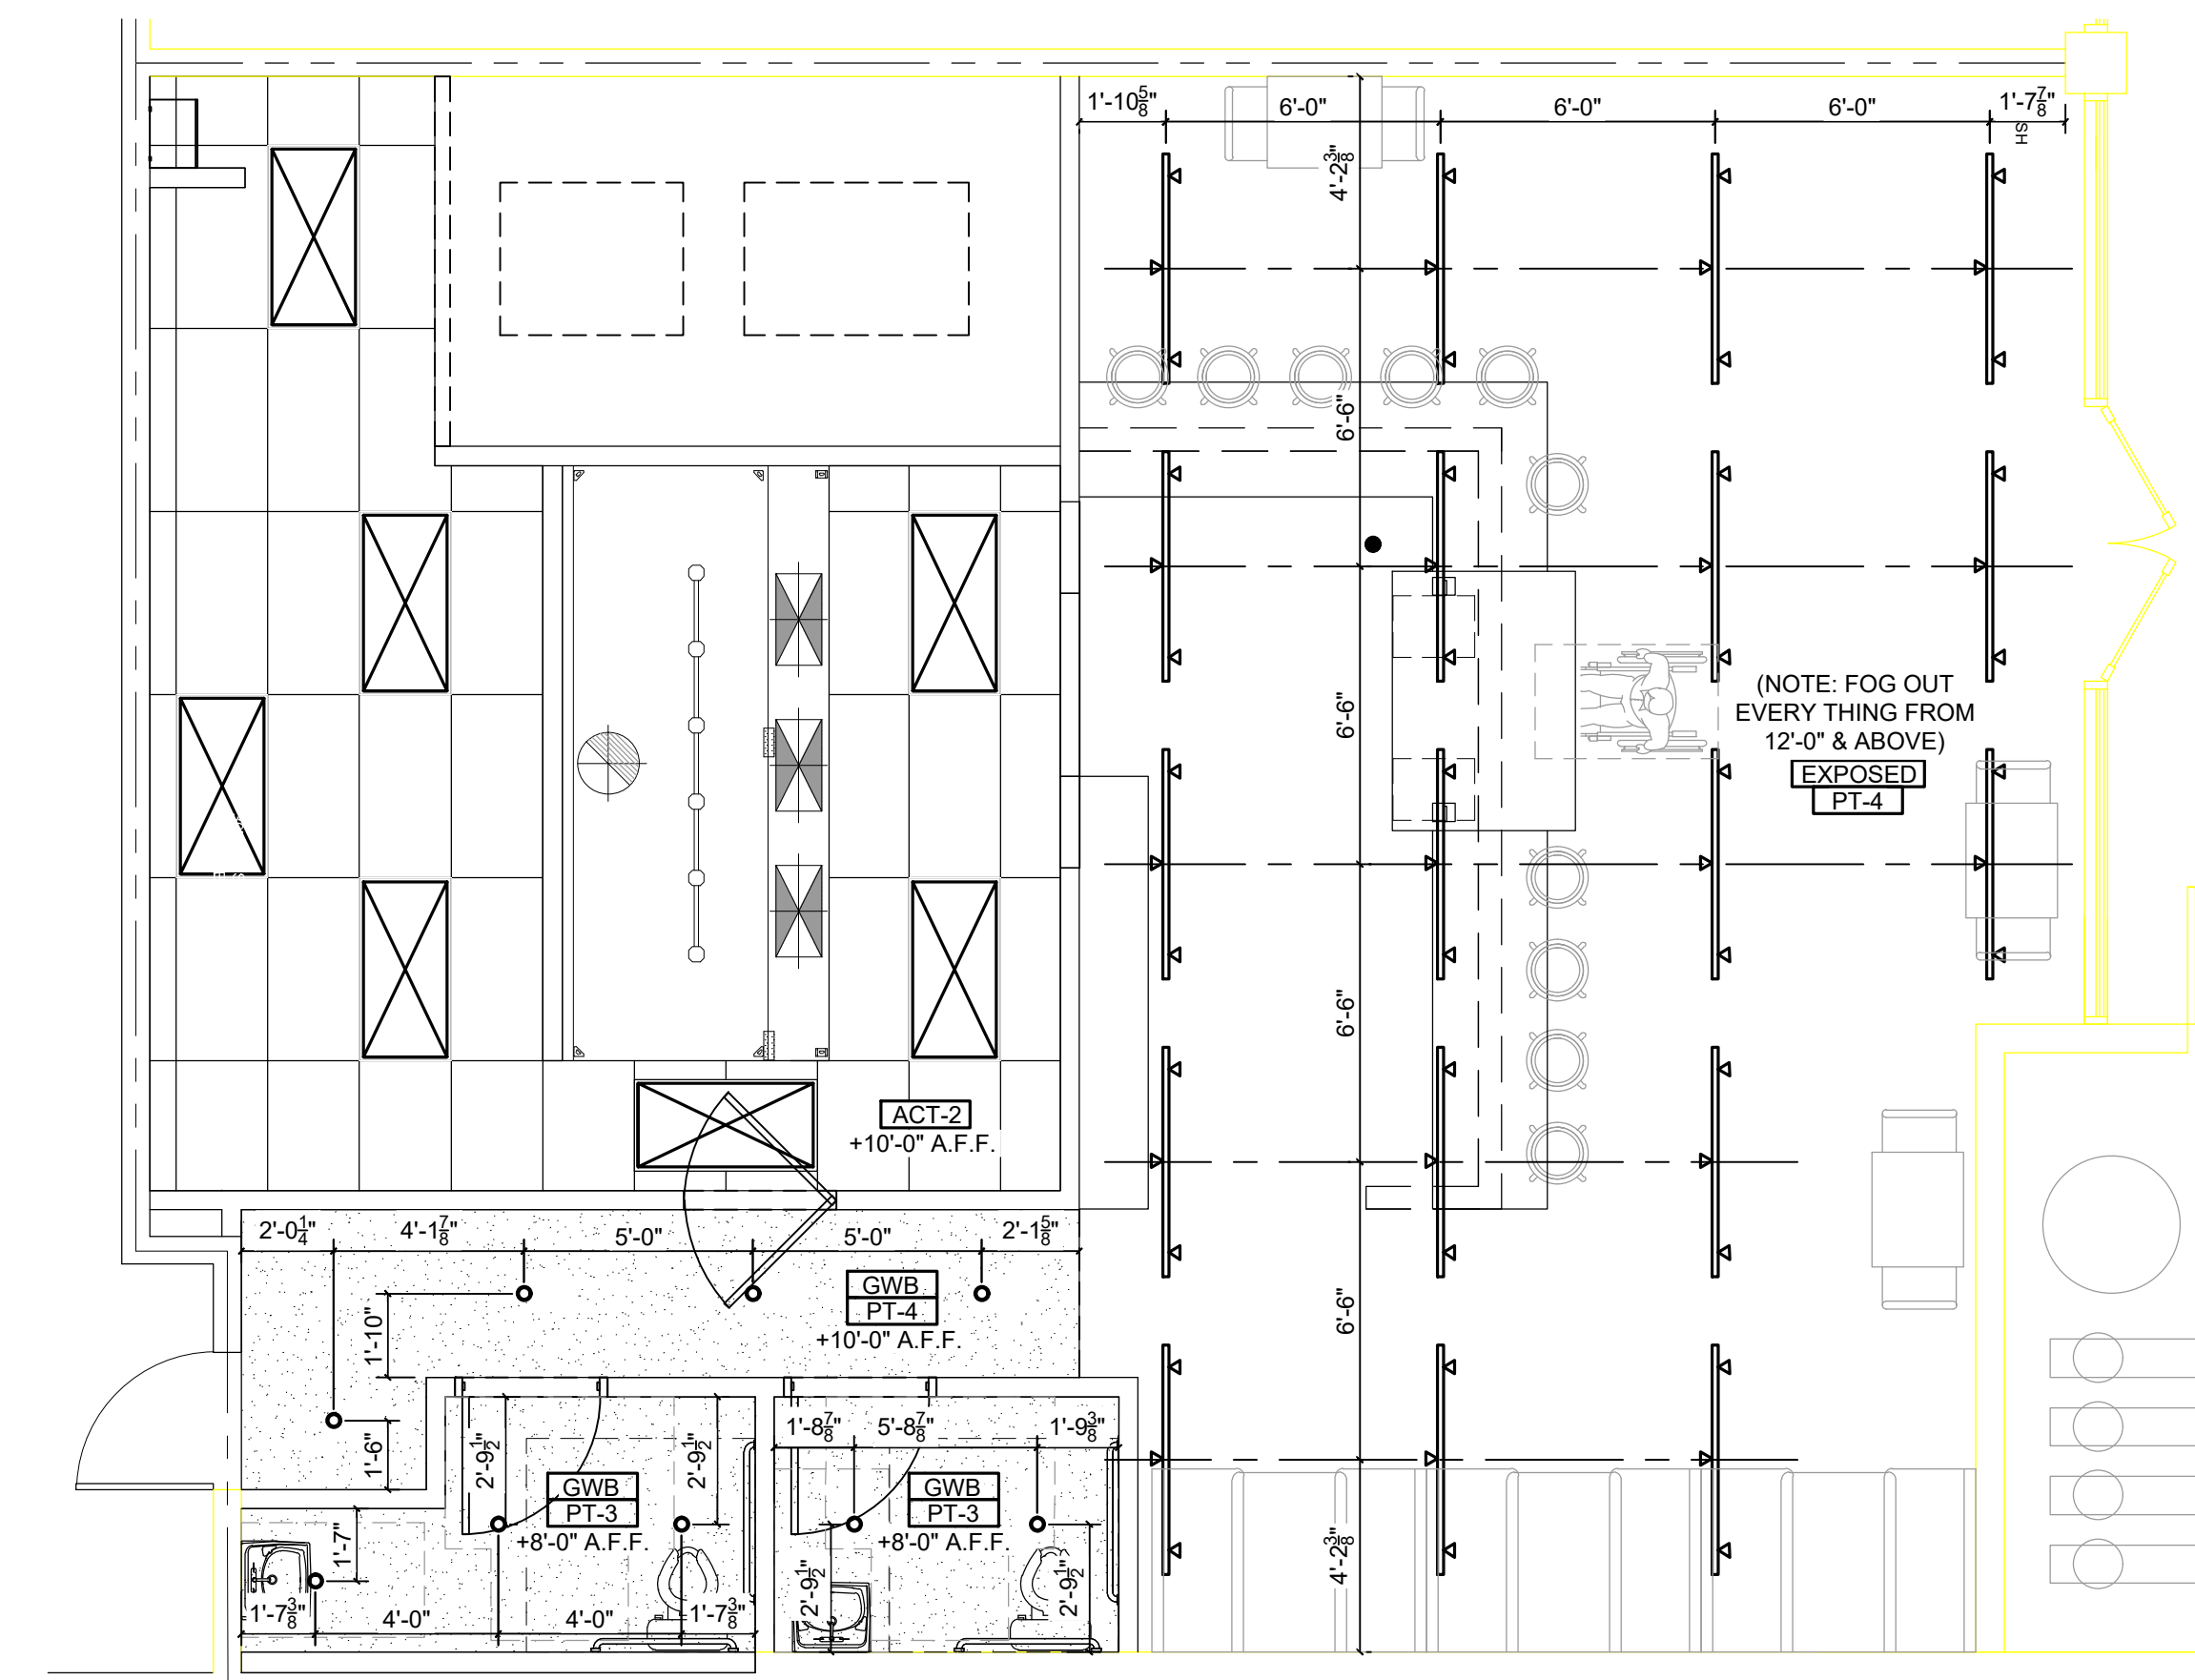 1'-10⅝"
6'-0"
6'-0"
6'-0"
1'-7⅞"
SH
4'-2⅜"
6'-6"
6'-6"
(NOTE: FOG OUT
EVERY THING FROM
12'-0" & ABOVE)
EXPOSED
PT-4
6'-6"
6'-6"
4'-2⅜"
ACT-2
+10'-0" A.F.F.
2'-0¼"
4'-1⅞"
5'-0"
5'-0"
2'-1⅝"
GWB
PT-4
+10'-0" A.F.F.
1'-10"
1'-6"
2'-9½"
2'-9½"
GWB
PT-3
+8'-0" A.F.F.
1'-7"
1'-7⅜"
4'-0"
4'-0"
1'-7⅜"
1'-8⅞"
5'-8⅞"
1'-9⅜"
GWB
PT-3
+8'-0" A.F.F.
2'-9½"
2'-9½"